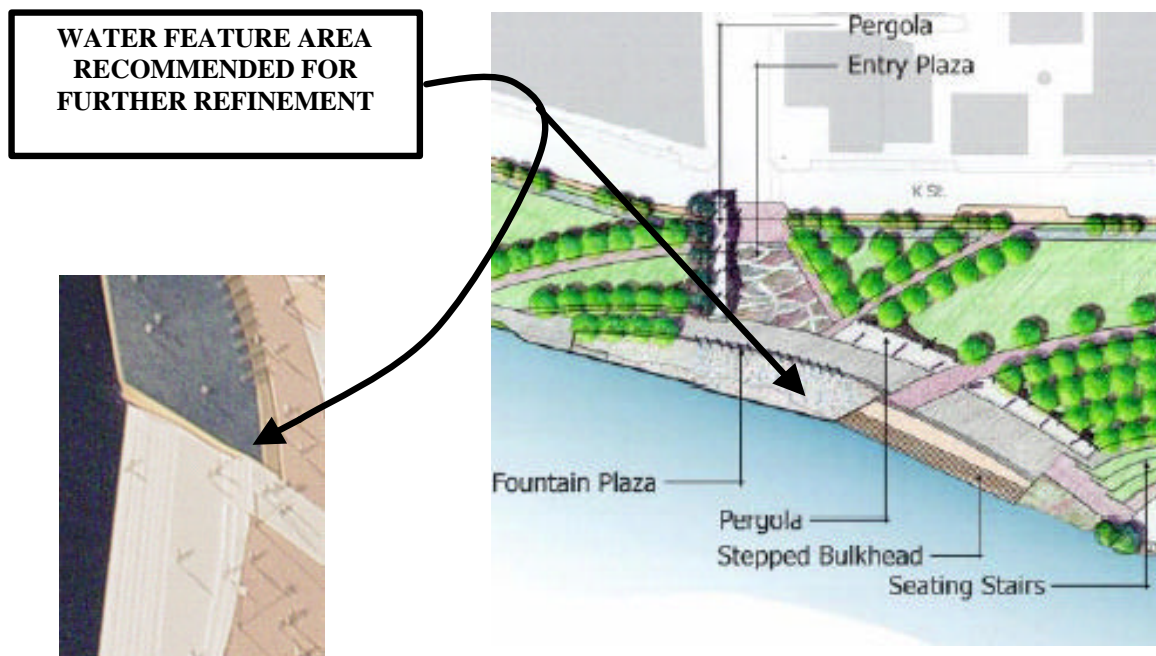 WATER FEATURE AREA
RECOMMENDED FOR
FURTHER REFINEMENT
Pergola
Entry Plaza
K St.
Fountain Plaza
Pergola
Stepped Bulkhead
Seating Stairs